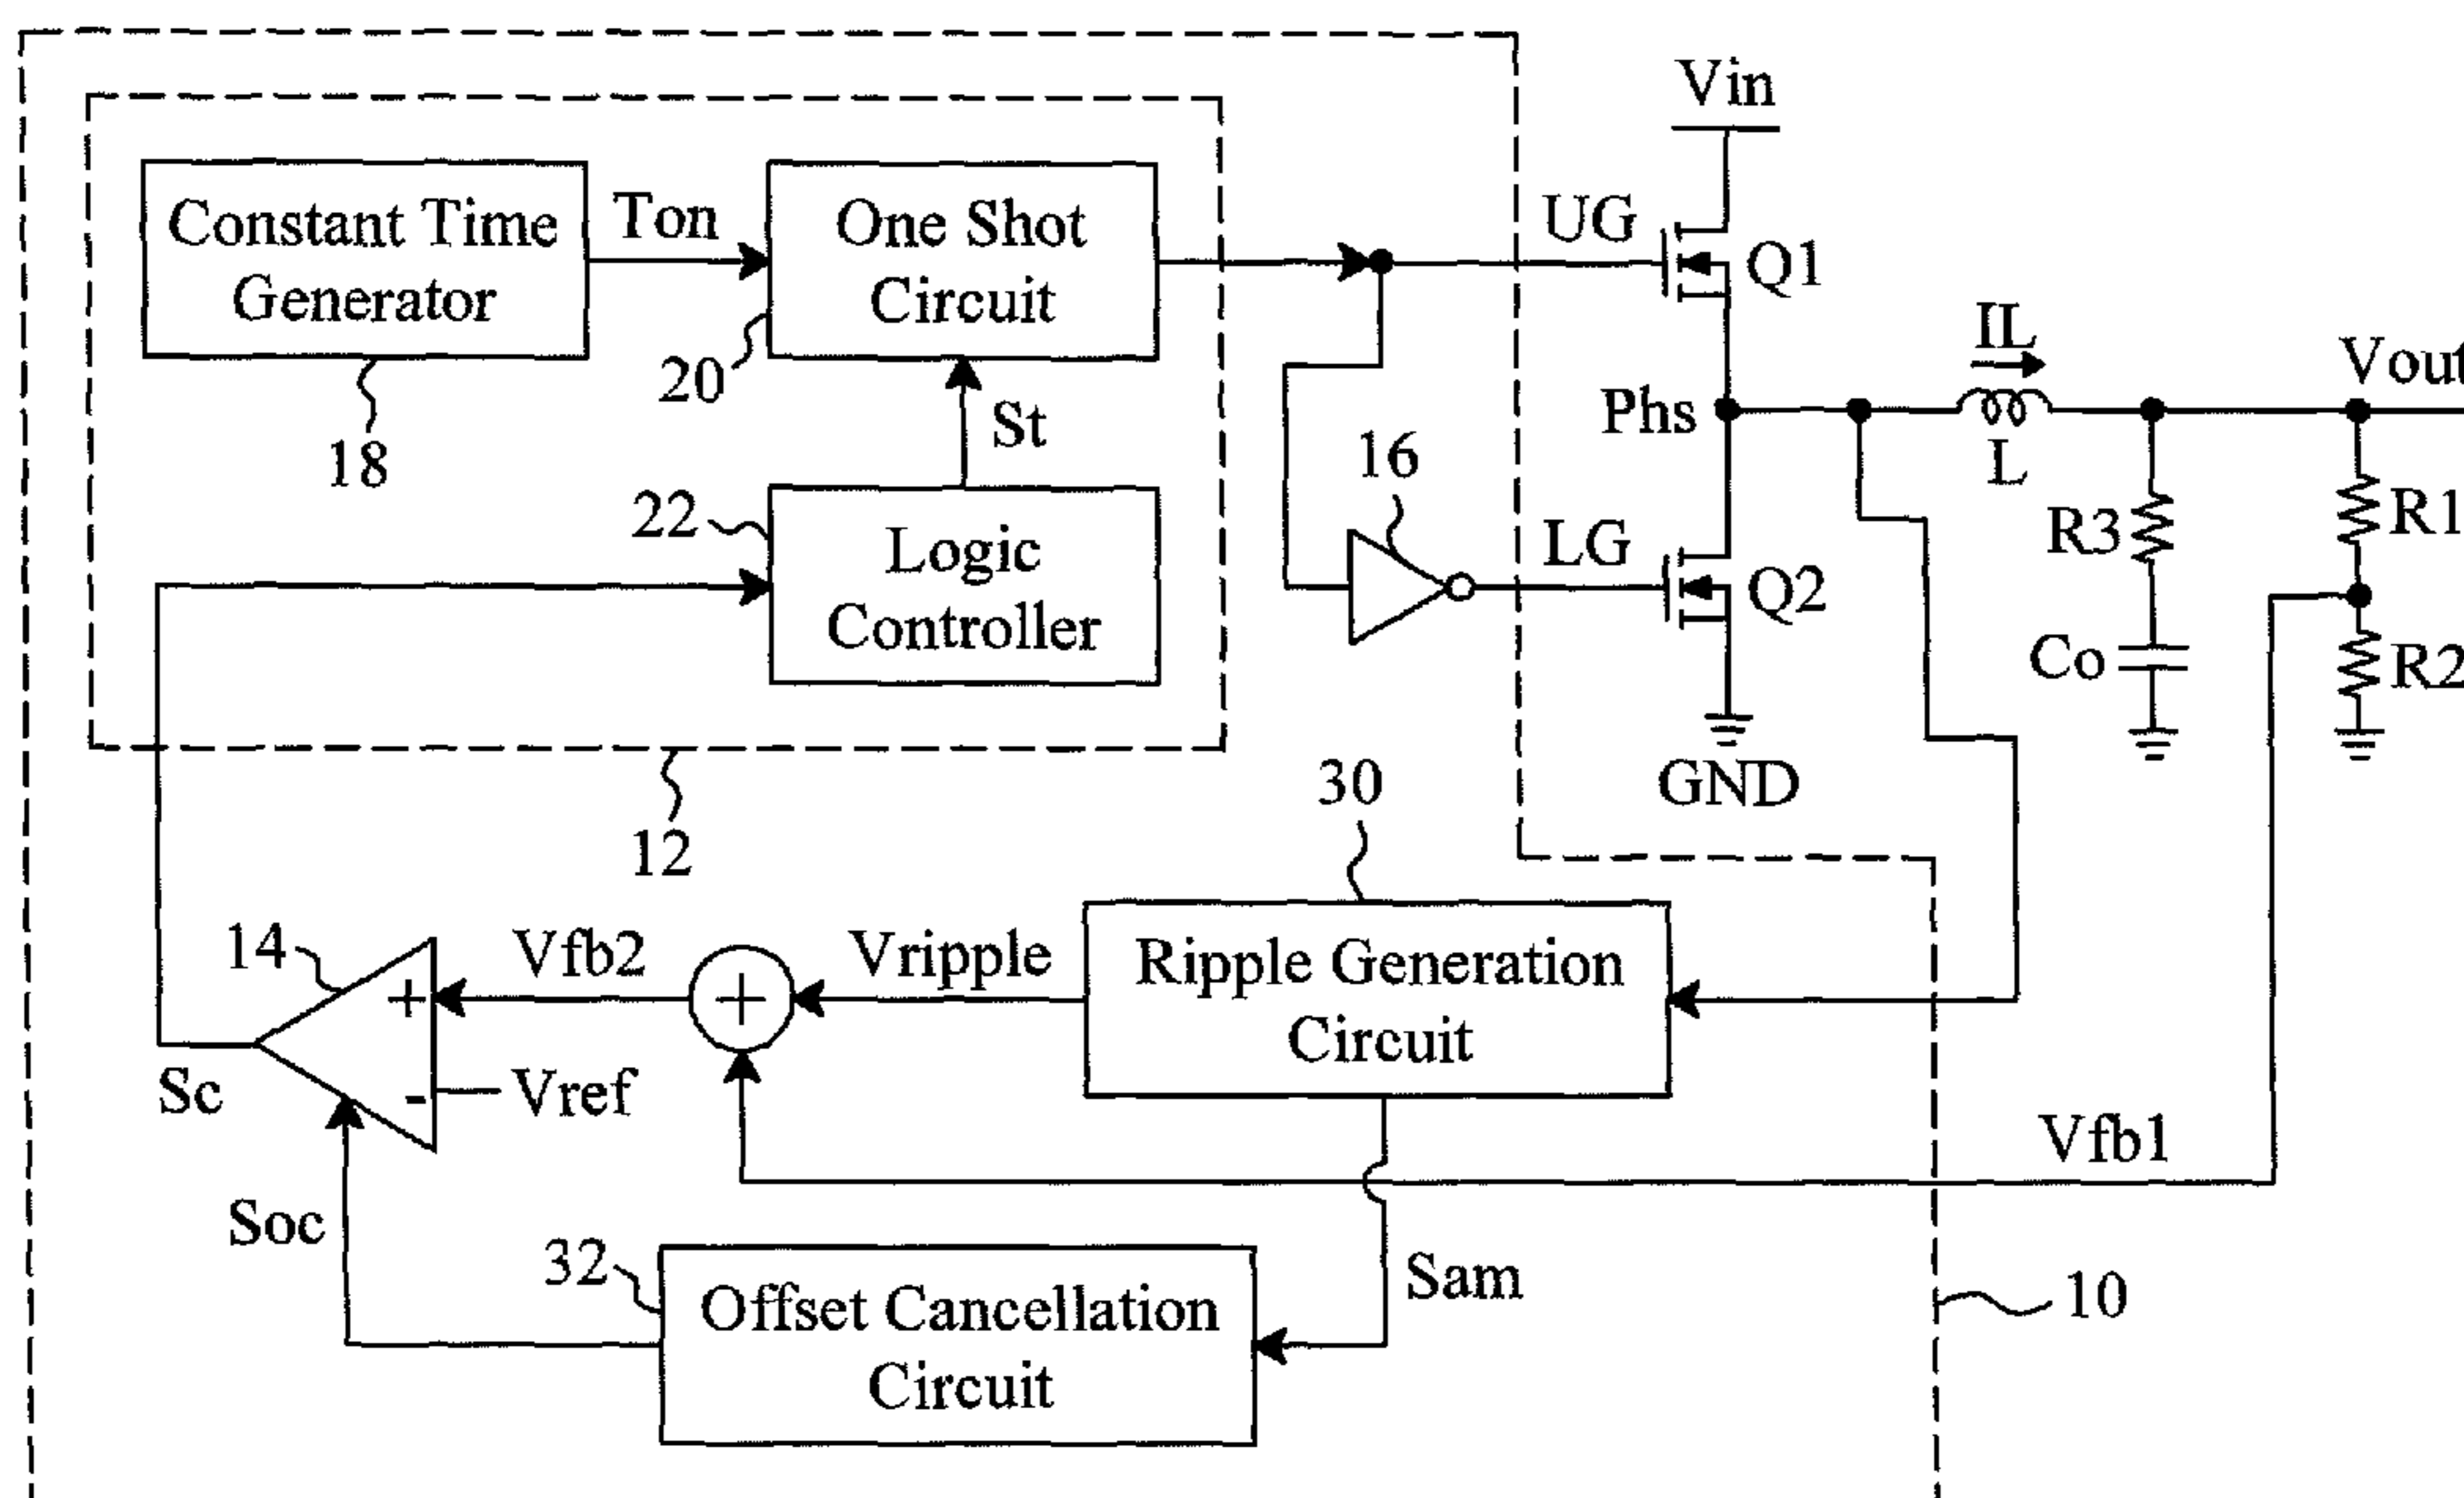 Vin
Constant Time
Generator
Ton
One Shot
Circuit
UG
Q1
18
20
St
IL
L
Vout
Phs
16
22
Logic
Controller
LG
Q2
R3
Co
R1
R2
GND
12
30
14
Vfb2
Vripple
Ripple Generation
Circuit
+
+
-
Vref
Sc
Vfb1
Soc
32
Offset Cancellation
Circuit
Sam
10